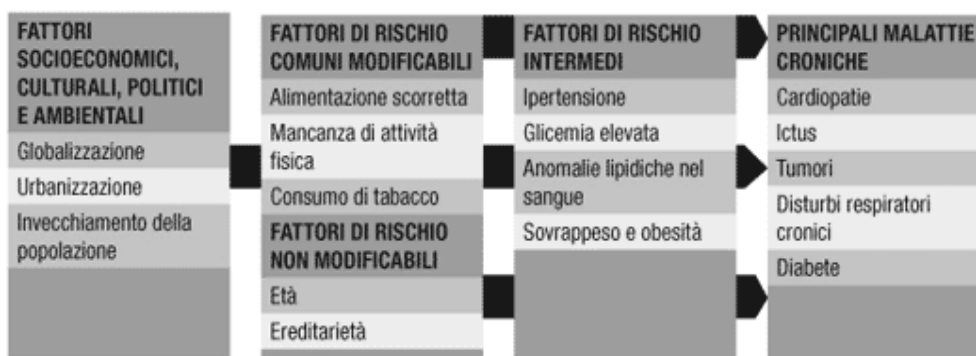 FATTORI
SOCIOECONOMICI,
CULTURALI, POLITICI
E AMBIENTALI
Globalizzazione
Urbanizzazione
Invecchiamento della
popolazione
FATTORI DI RISCHIO
COMUNI MODIFICABILI
Alimentazione scorretta
Mancanza di attività
fisica
Consumo di tabacco
FATTORI DI RISCHIO
NON MODIFICABILI
Età
Ereditarietà
FATTORI DI RISCHIO
INTERMEDI
Ipertensione
Glicemia elevata
Anomalie lipidiche nel
sangue
Sovrappeso e obesità
PRINCIPALI MALATTIE
CRONICHE
Cardiopatie
Ictus
Tumori
Disturbi respiratori
cronici
Diabete